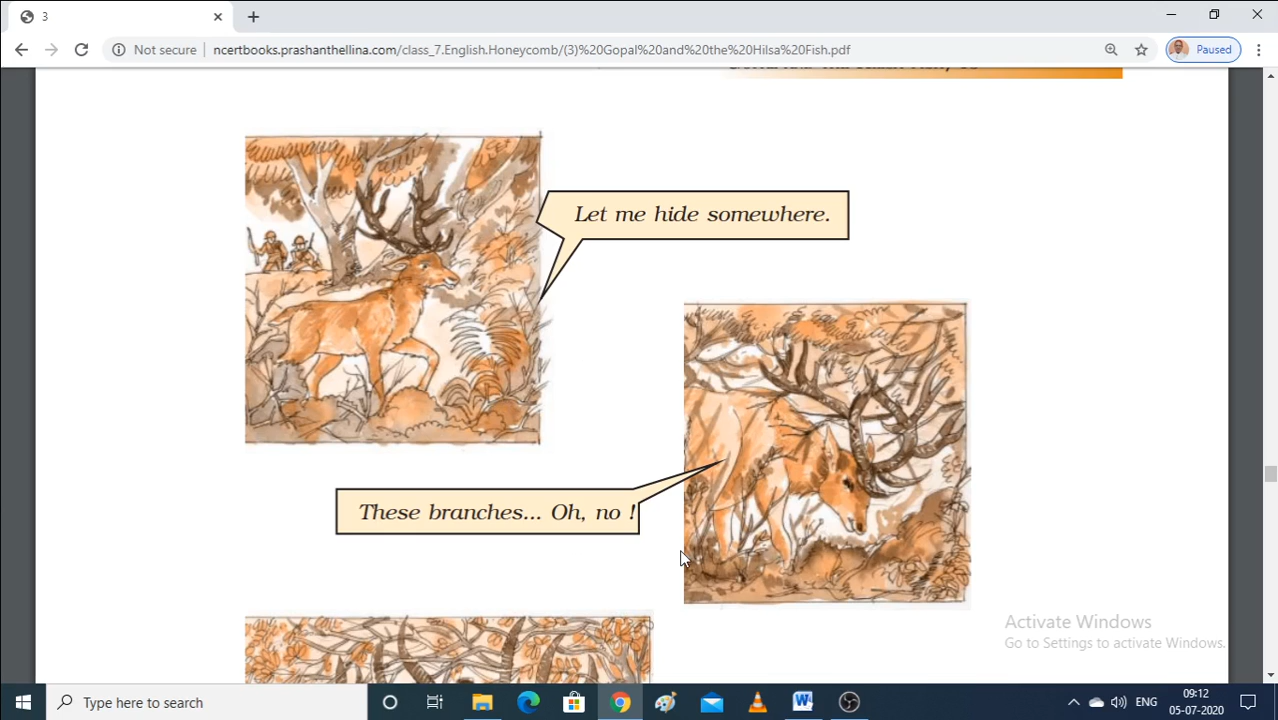 3
Not secure
ncertbooks.prashanthellina.com/class_7.English.Honeycomb/(3)%20Gopal%20and%20the%20Hilsa%20Fish.pdf
Paused
Let me hide somewhere.
These branches... Oh, no !
Activate Windows
Go to Settings to activate Windows.
Type here to search
ENG
09:12
05-07-2020